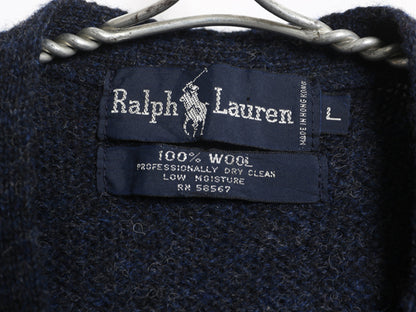 Ralph Lauren
L
MADE IN HONG KONG
100% WOOL
PROFESSIONALLY DRY CLEAN
LOW MOISTURE
RN 58567